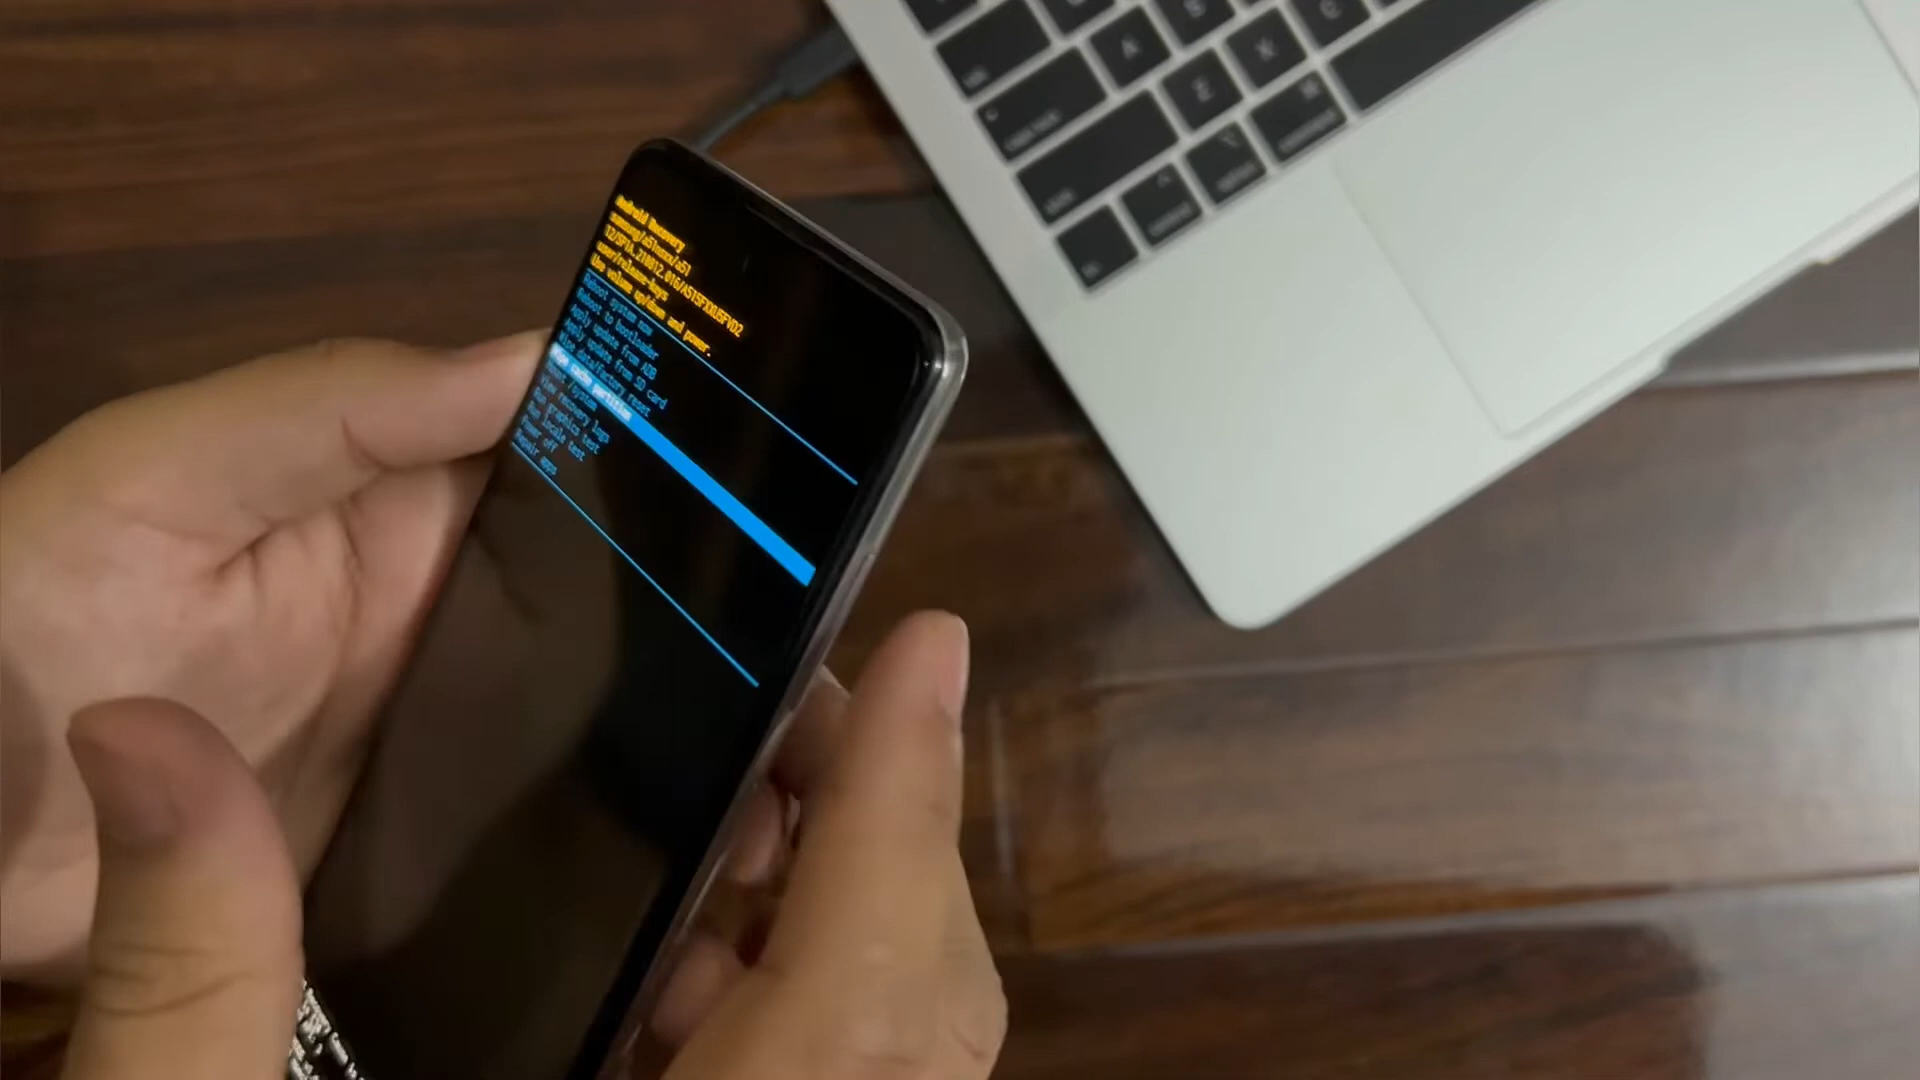 Android Recovery
samsung/a51nsxx/a51
12/SP1A.210812.016/A515FXXU5FVD2
user/release-keys
Use volume up/down and power.
Reboot system now
Reboot to bootloader
Apply update from ADB
Apply update from SD card
Wipe data/factory reset
Wipe cache partition
Mount /system
View recovery logs
Run graphics test
Run locale test
Power off
Repair apps
A
Z
X
C